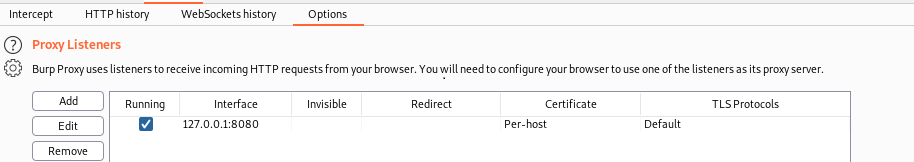 Intercept HTTP history WebSockets history Options
? Proxy Listeners
Burp Proxy uses listeners to receive incoming HTTP requests from your browser. You will need to configure your browser to use one of the listeners as its proxy server.
Add Running Interface Invisible Redirect Certificate TLS Protocols
Edit 127.0.0.1:8080 Per-host Default
Remove